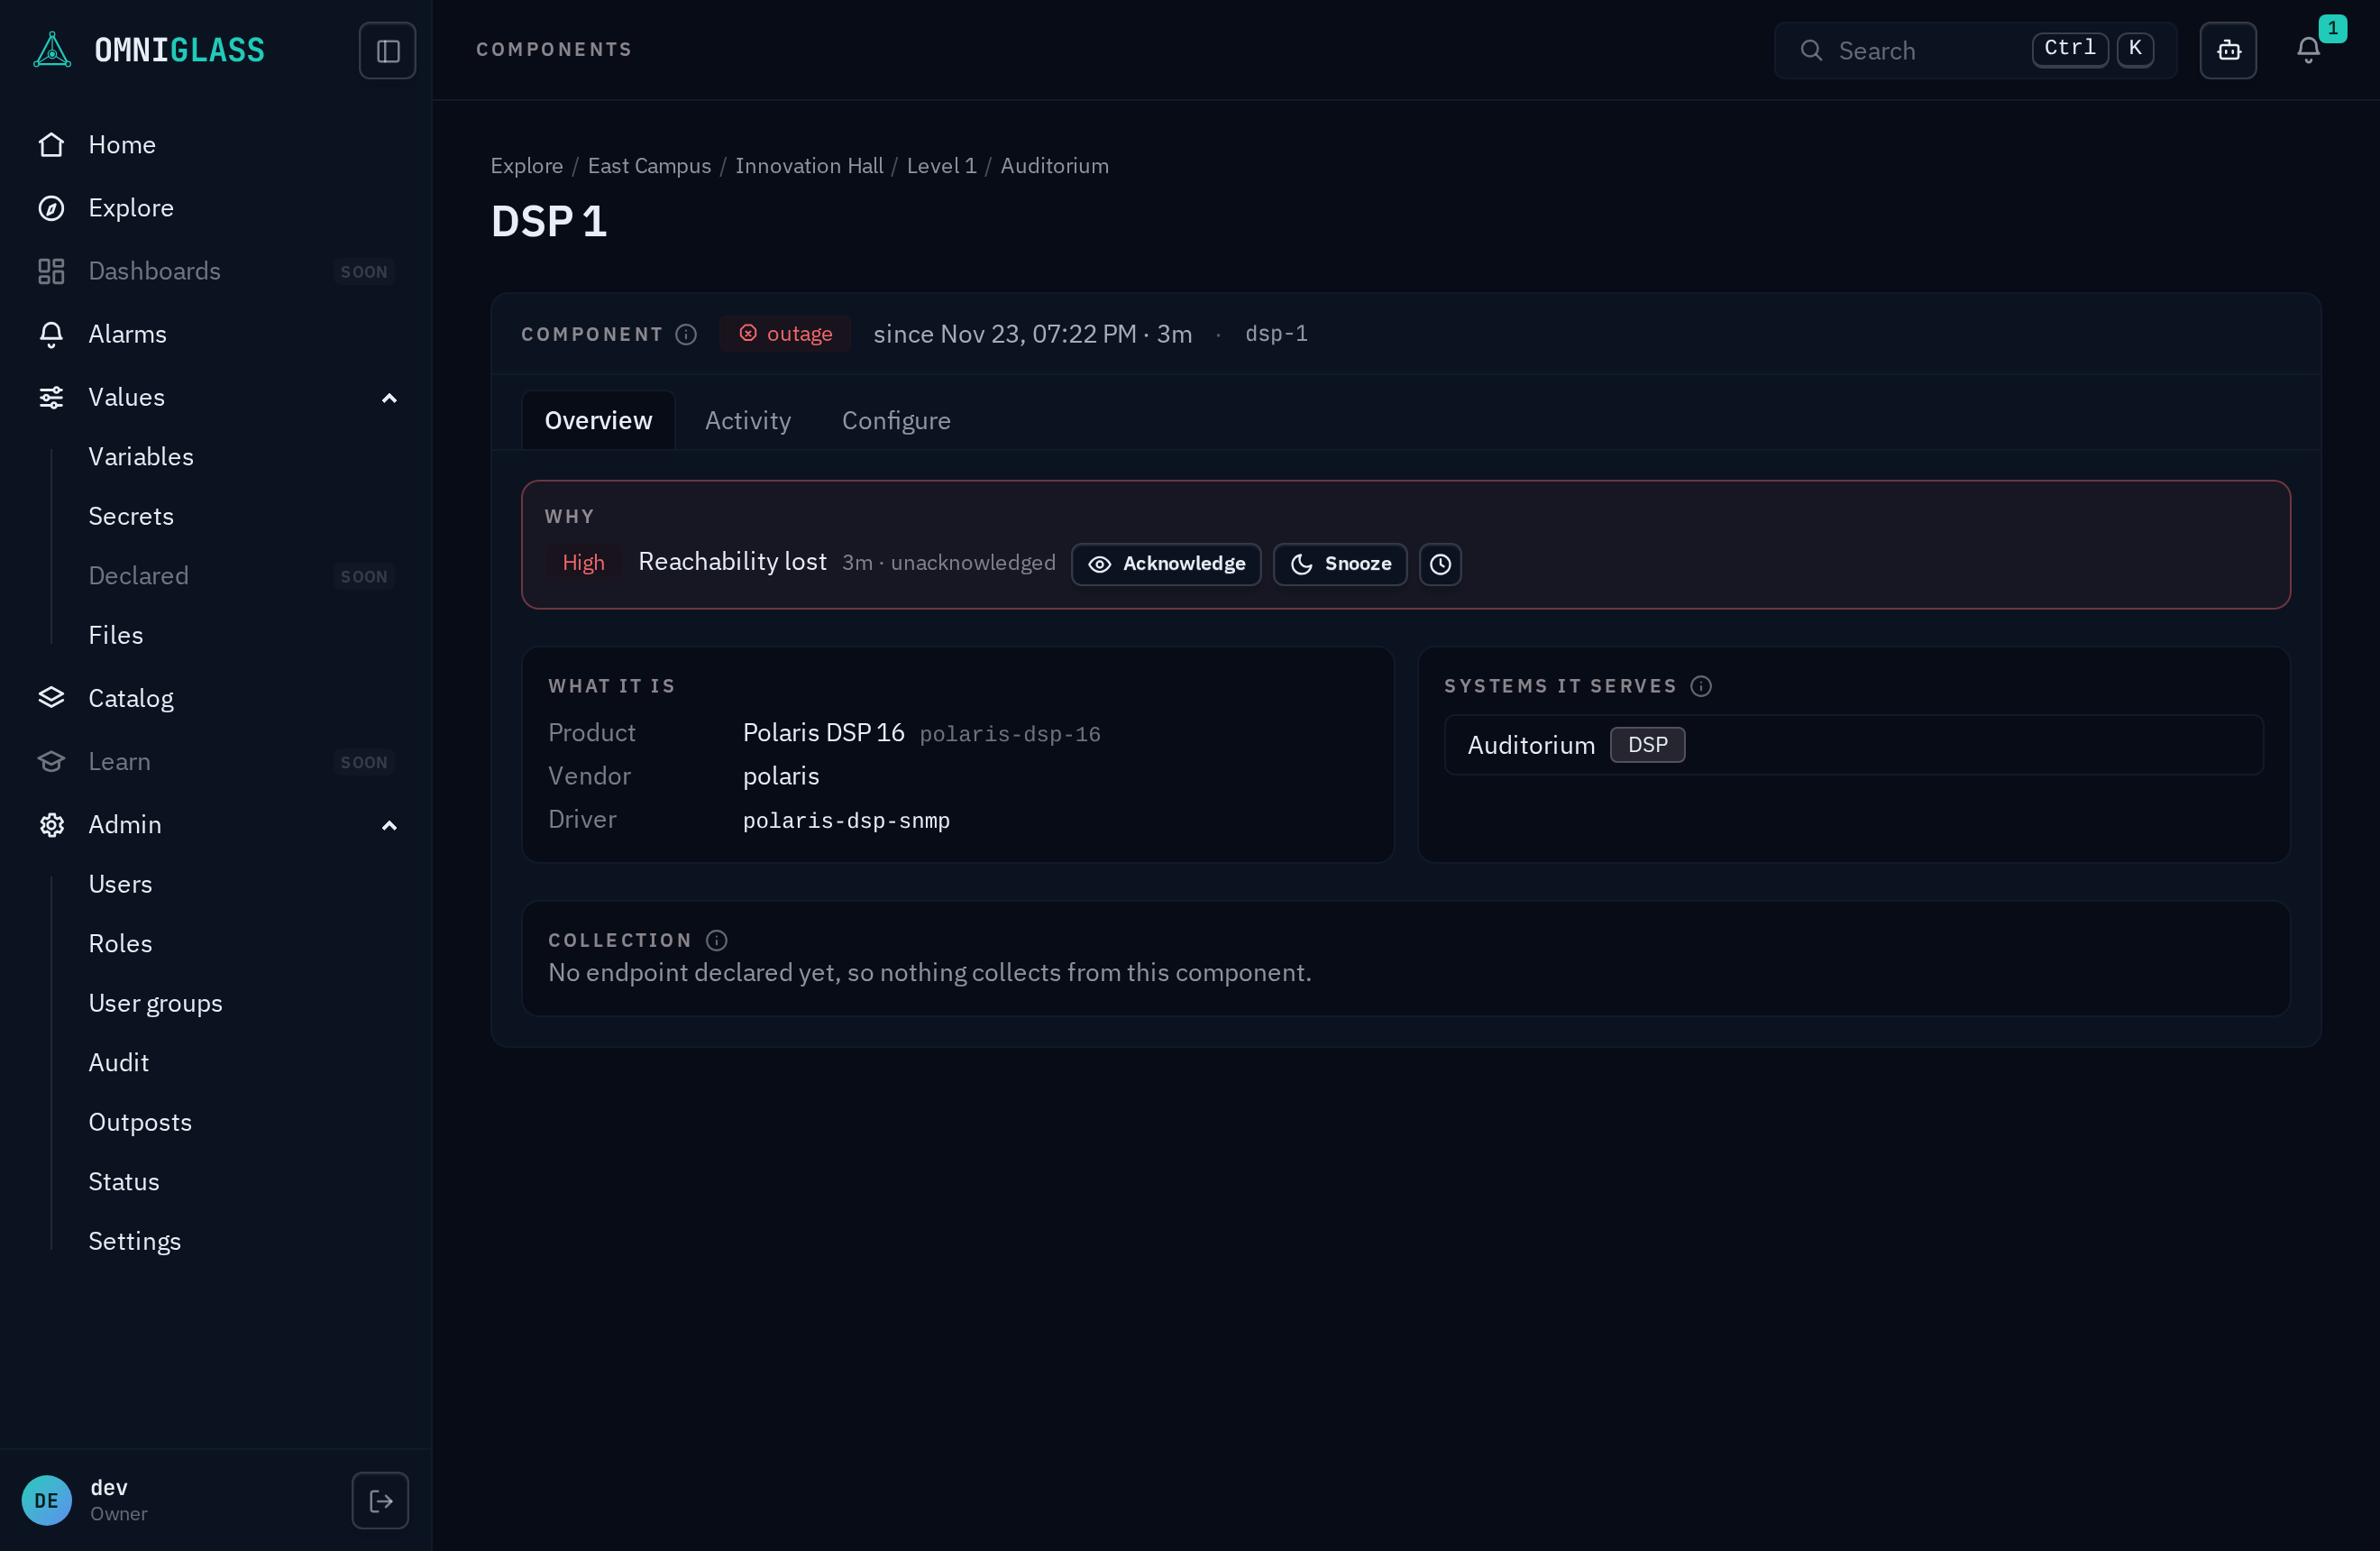 OMNIGLASS
COMPONENTS
Search
Ctrl K
1
Home
Explore
Dashboards SOON
Alarms
Values
Variables
Secrets
Declared SOON
Files
Catalog
Learn SOON
Admin
Users
Roles
User groups
Audit
Outposts
Status
Settings
DE
dev
Owner
Explore / East Campus / Innovation Hall / Level 1 / Auditorium
DSP 1
COMPONENT outage since Nov 23, 07:22 PM · 3m · dsp-1
Overview Activity Configure
WHY
High Reachability lost 3m · unacknowledged Acknowledge Snooze
WHAT IT IS
Product Polaris DSP 16 polaris-dsp-16
Vendor polaris
Driver polaris-dsp-snmp
SYSTEMS IT SERVES
Auditorium DSP
COLLECTION
No endpoint declared yet, so nothing collects from this component.